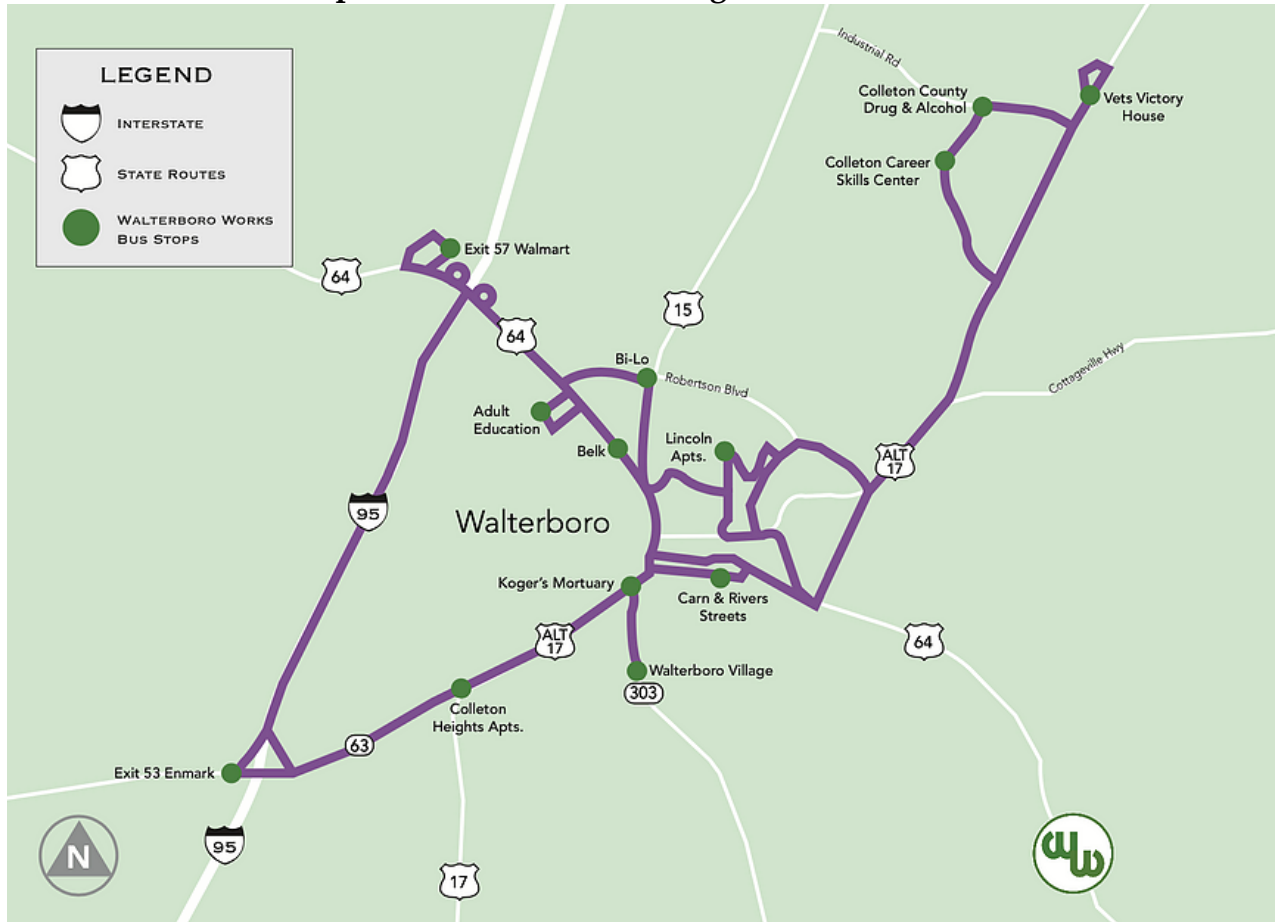 LEGEND
INTERSTATE
STATE ROUTES
WALTERBORO WORKS
BUS STOPS
Industrial Rd
Colleton County
Drug & Alcohol
Vets Victory
House
Colleton Career
Skills Center
Exit 57 Walmart
64
64
15
Bi-Lo
Robertson Blvd
Cottageville Hwy
Adult
Education
Belk
Lincoln
Apts.
ALT
17
95
Walterboro
Koger's Mortuary
Carn & Rivers
Streets
ALT
17
64
Walterboro Village
303
Colleton
Heights Apts.
63
Exit 53 Enmark
N
95
17
WW